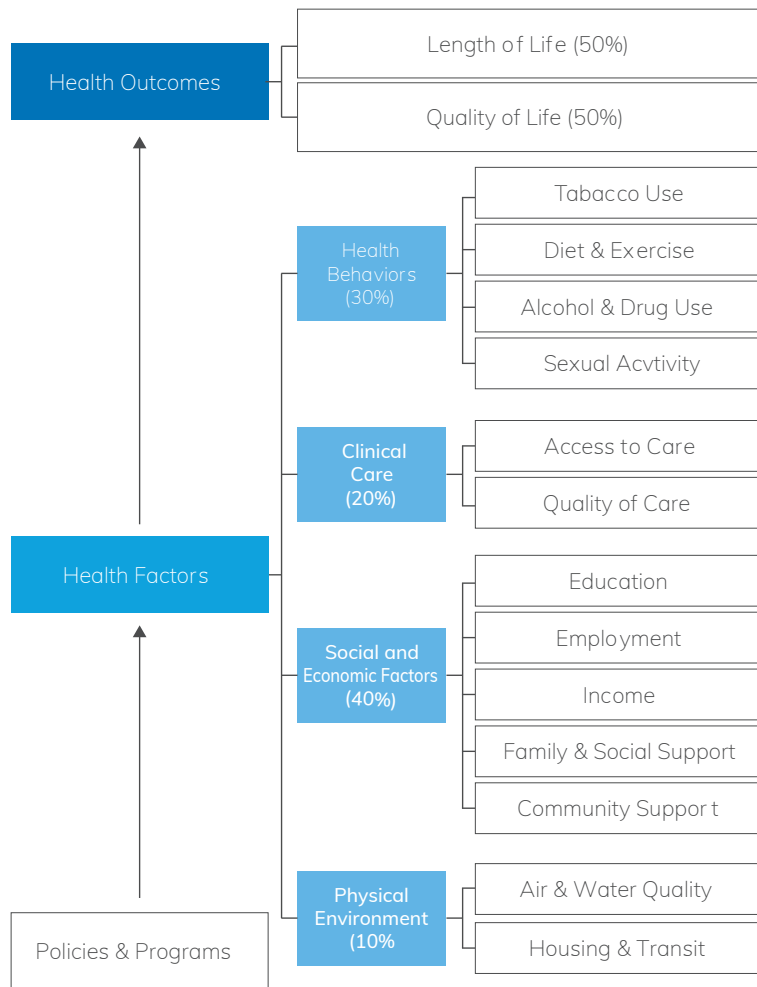 Health Outcomes
Length of Life (50%)
Quality of Life (50%)
Health Factors
Health
Behaviors
(30%)
Tabacco Use
Diet & Exercise
Alcohol & Drug Use
Sexual Acvtivity
Clinical
Care
(20%)
Access to Care
Quality of Care
Social and
Economic Factors
(40%)
Education
Employment
Income
Family & Social Support
Community Support
Physical
Environment
(10%
Air & Water Quality
Housing & Transit
Policies & Programs